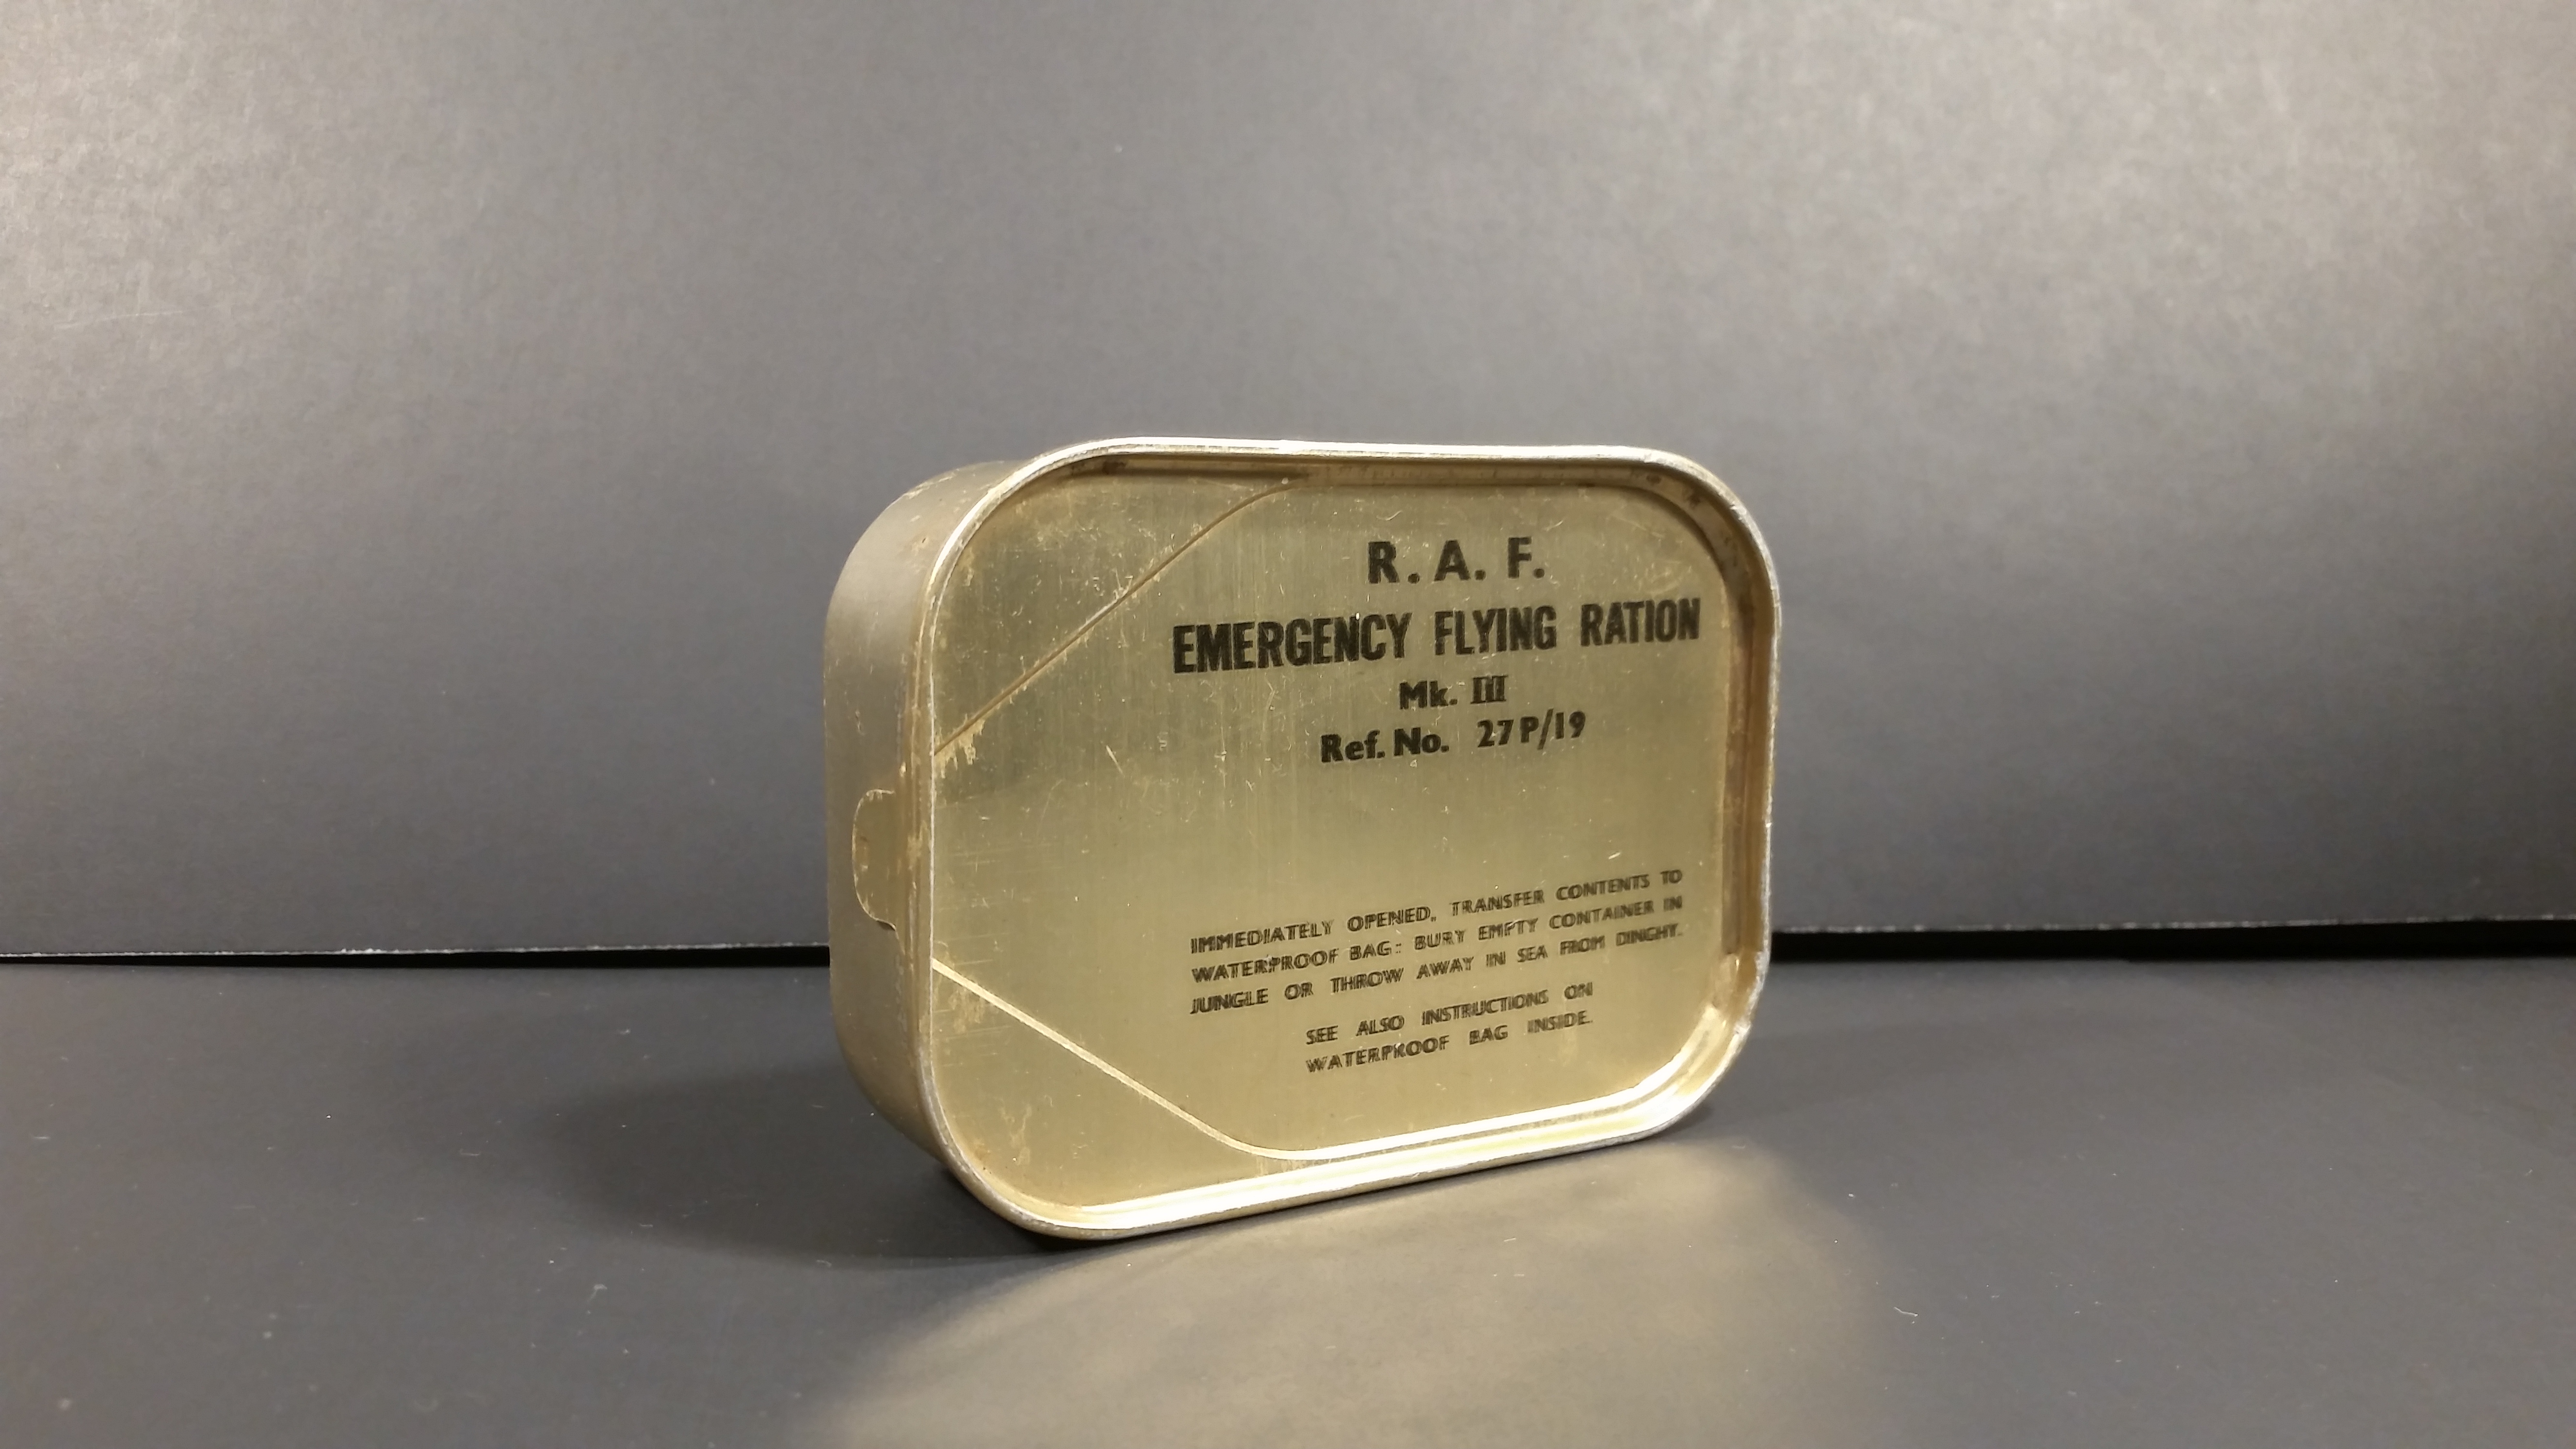 R. A. F.
EMERGENCY FLYING RATION
Mk. III
Ref. No. 27 P/19
IMMEDIATELY OPENED, TRANSFER CONTENTS TO
WATERPROOF BAG: BURY EMPTY CONTAINER IN
JUNGLE OR THROW AWAY IN SEA FROM DINGHY.
SEE ALSO INSTRUCTIONS ON
WATERPROOF BAG INSIDE.